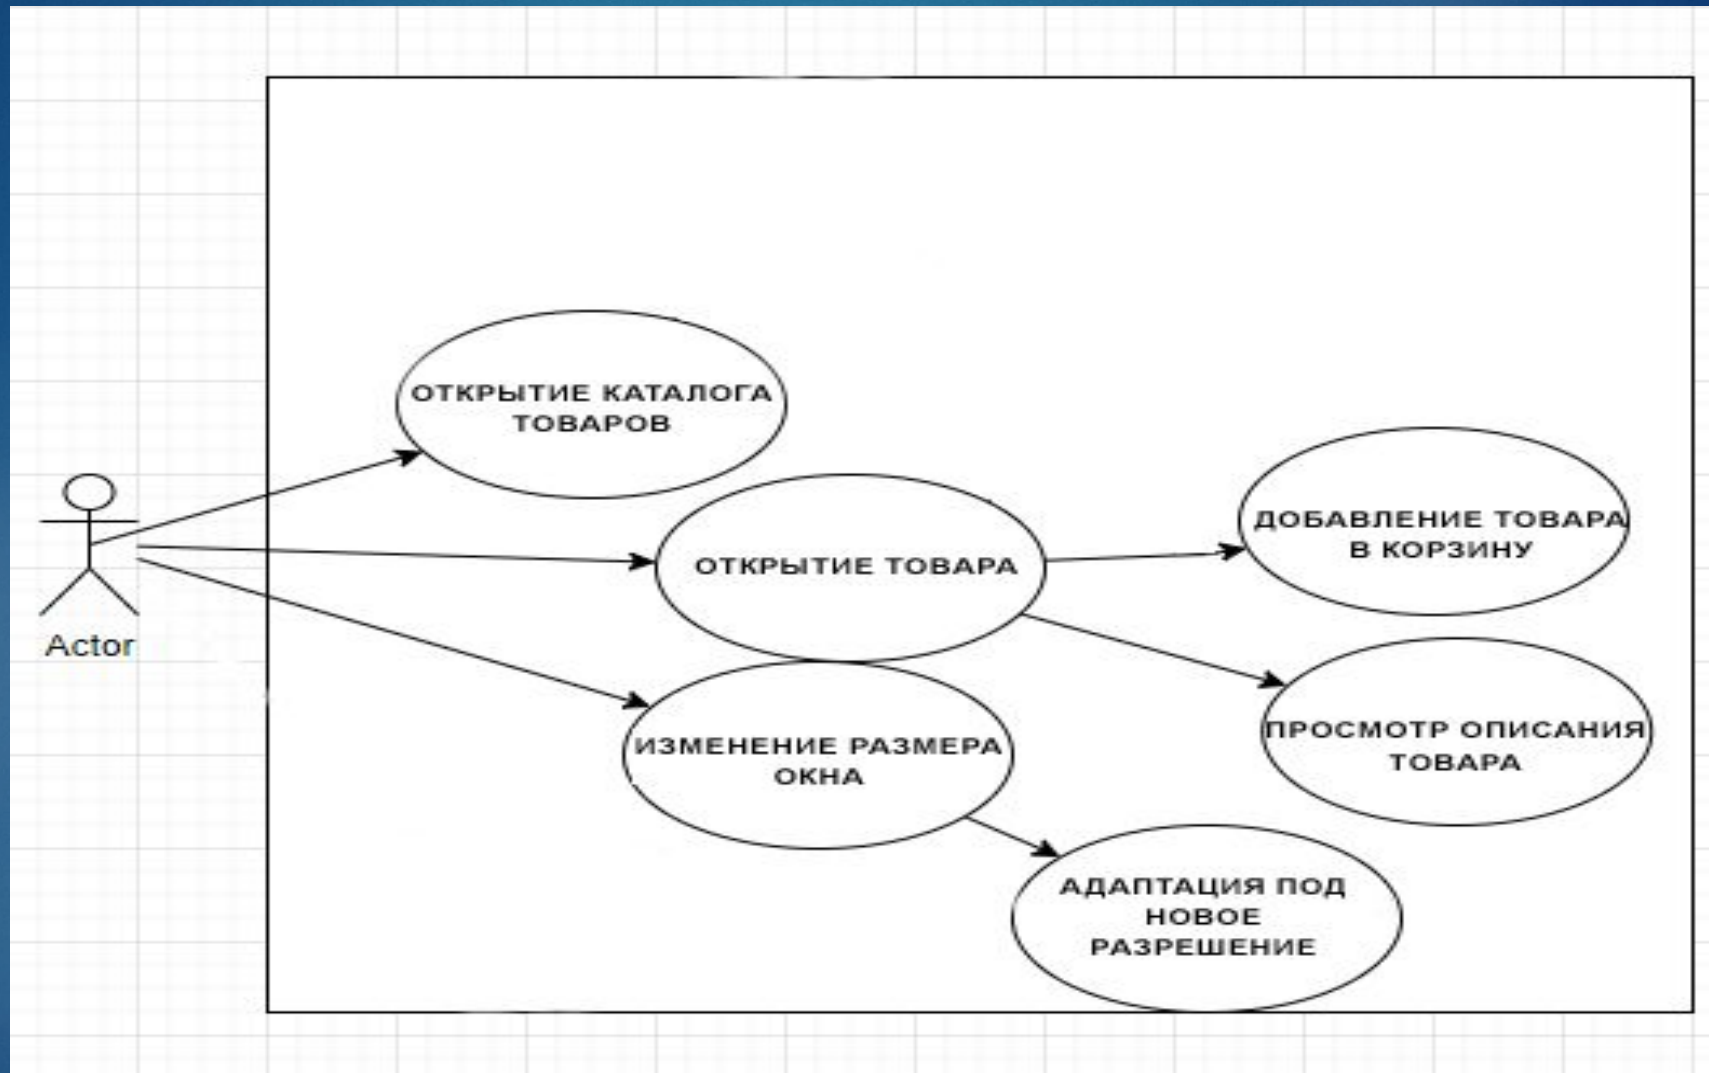 ОТКРЫТИЕ КАТАЛОГА
ТОВАРОВ
ОТКРЫТИЕ ТОВАРА
ДОБАВЛЕНИЕ ТОВАРА
В КОРЗИНУ
Actor
ИЗМЕНЕНИЕ РАЗМЕРА
ОКНА
ПРОСМОТР ОПИСАНИЯ
ТОВАРА
АДАПТАЦИЯ ПОД
НОВОЕ
РАЗРЕШЕНИЕ